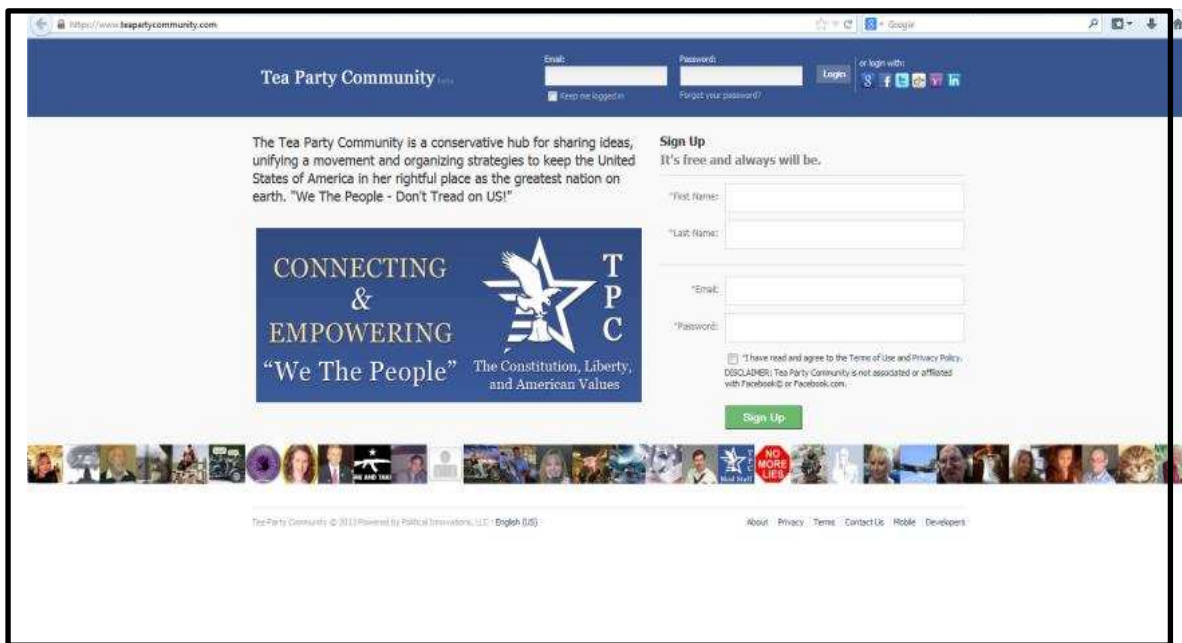 https://www.teapartycommunity.com
Google
Tea Party Community beta
Email:
Password:
Login
or login with:
Keep me logged in
Forgot your password?
The Tea Party Community is a conservative hub for sharing ideas,
unifying a movement and organizing strategies to keep the United
States of America in her rightful place as the greatest nation on
earth. "We The People - Don't Tread on US!"
CONNECTING
&
EMPOWERING
"We The People"
T
P
C
The Constitution, Liberty,
and American Values
Sign Up
It's free and always will be.
*First Name:
*Last Name:
*Email:
*Password:
*I have read and agree to the Terms of Use and Privacy Policy.
DISCLAIMER: Tea Party Community is not associated or affiliated
with Facebook© or Facebook.com.
Sign Up
NO
MORE
LIES
TPC
Mod Staff
Tea Party Community © 2013 Powered by Political Innovations, LLC · English (US)
About Privacy Terms Contact Us Mobile Developers